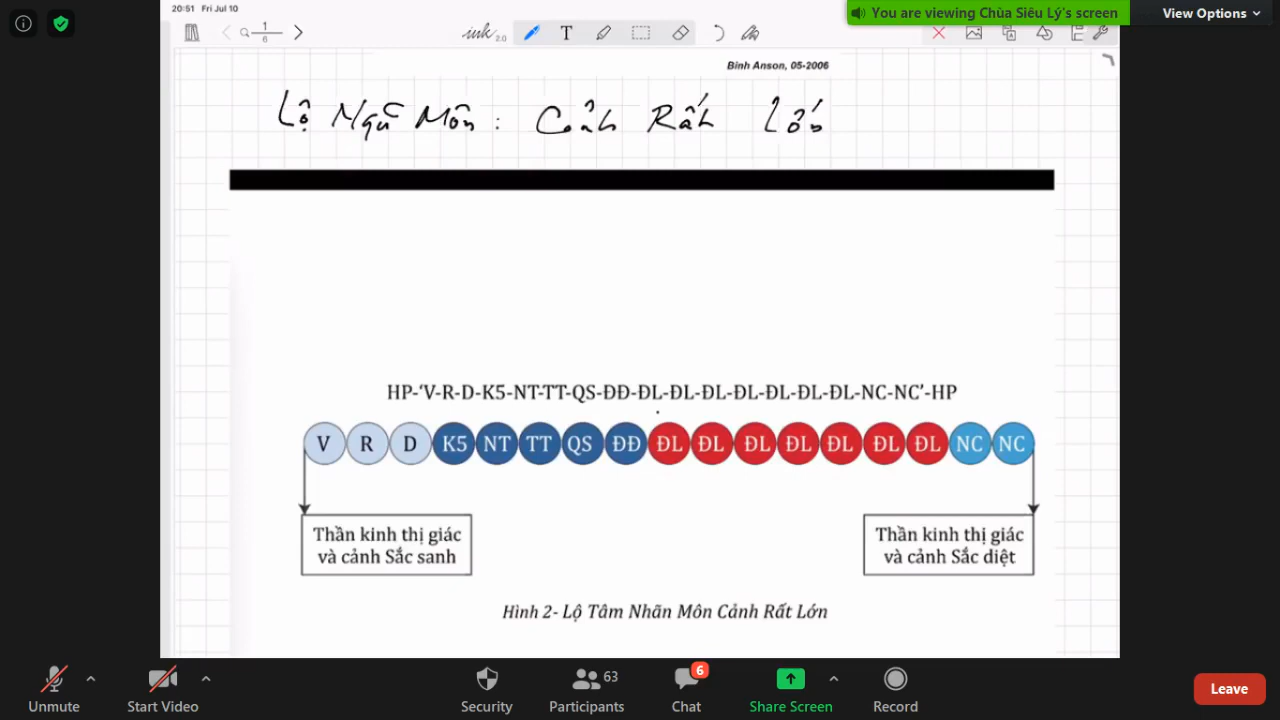 20:51 Fri Jul 10
You are viewing Chùa Siêu Lý's screen
View Options
1
6
ink 2.0
T
Binh Anson, 05-2006
Lộ Ngũ Môn: Cảnh Rất Lớn
HP-‘V-R-D-K5-NT-TT-QS-ĐĐ-ĐL-ĐL-ĐL-ĐL-ĐL-ĐL-ĐL-NC-NC’-HP
V R D K5 NT TT QS ĐĐ ĐL ĐL ĐL ĐL ĐL ĐL ĐL NC NC
Thần kinh thị giác
và cảnh Sắc sanh
Thần kinh thị giác
và cảnh Sắc diệt
Hình 2- Lộ Tâm Nhãn Môn Cảnh Rất Lớn
63
6
Unmute
Start Video
Security
Participants
Chat
Share Screen
Record
Leave